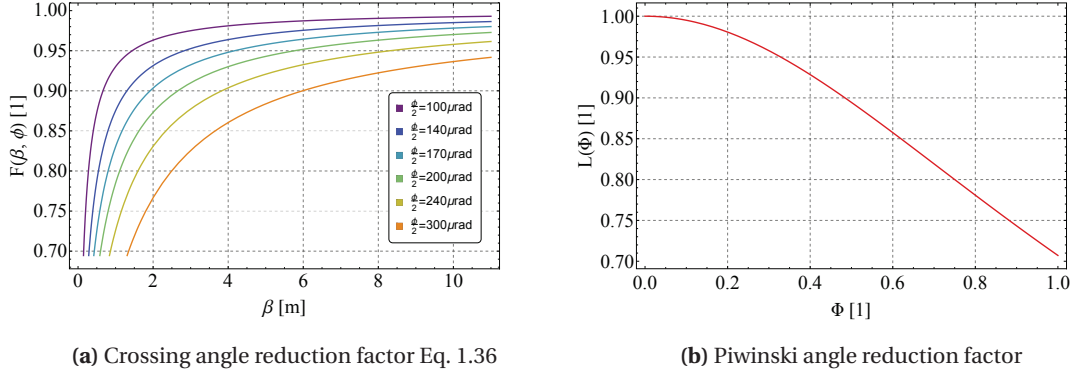 F(β, ϕ) [1]
1.00
0.95
0.90
0.85
0.80
0.75
0.70
ϕ/2=100μrad
ϕ/2=140μrad
ϕ/2=170μrad
ϕ/2=200μrad
ϕ/2=240μrad
ϕ/2=300μrad
0 2 4 6 8 10
β [m]
(a) Crossing angle reduction factor Eq. 1.36
L(Φ) [1]
1.00
0.95
0.90
0.85
0.80
0.75
0.70
0.0 0.2 0.4 0.6 0.8 1.0
Φ [1]
(b) Piwinski angle reduction factor